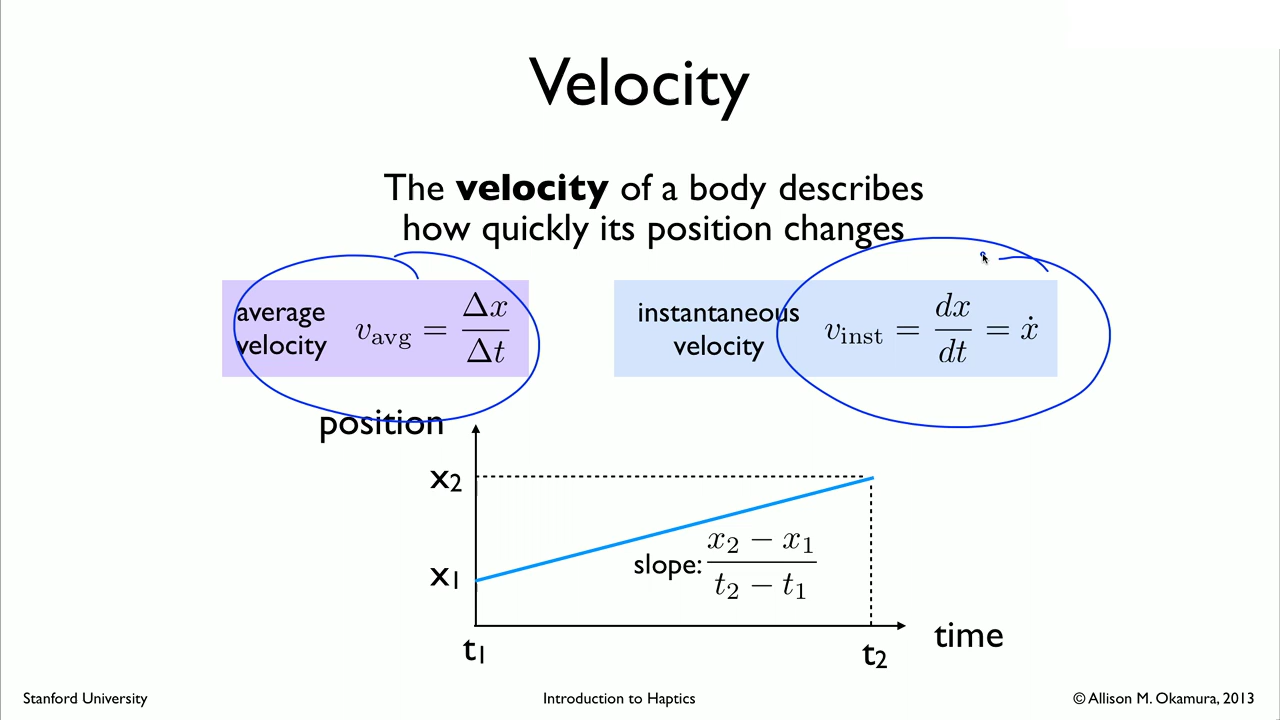 Velocity
The velocity of a body describes
how quickly its position changes
average
velocity
v_avg = Δx/Δt
instantaneous
velocity
v_inst = dx/dt = ẋ
position
x2
x1
slope: (x₂ − x₁)/(t₂ − t₁)
t1
t2
time
Stanford University
Introduction to Haptics
© Allison M. Okamura, 2013